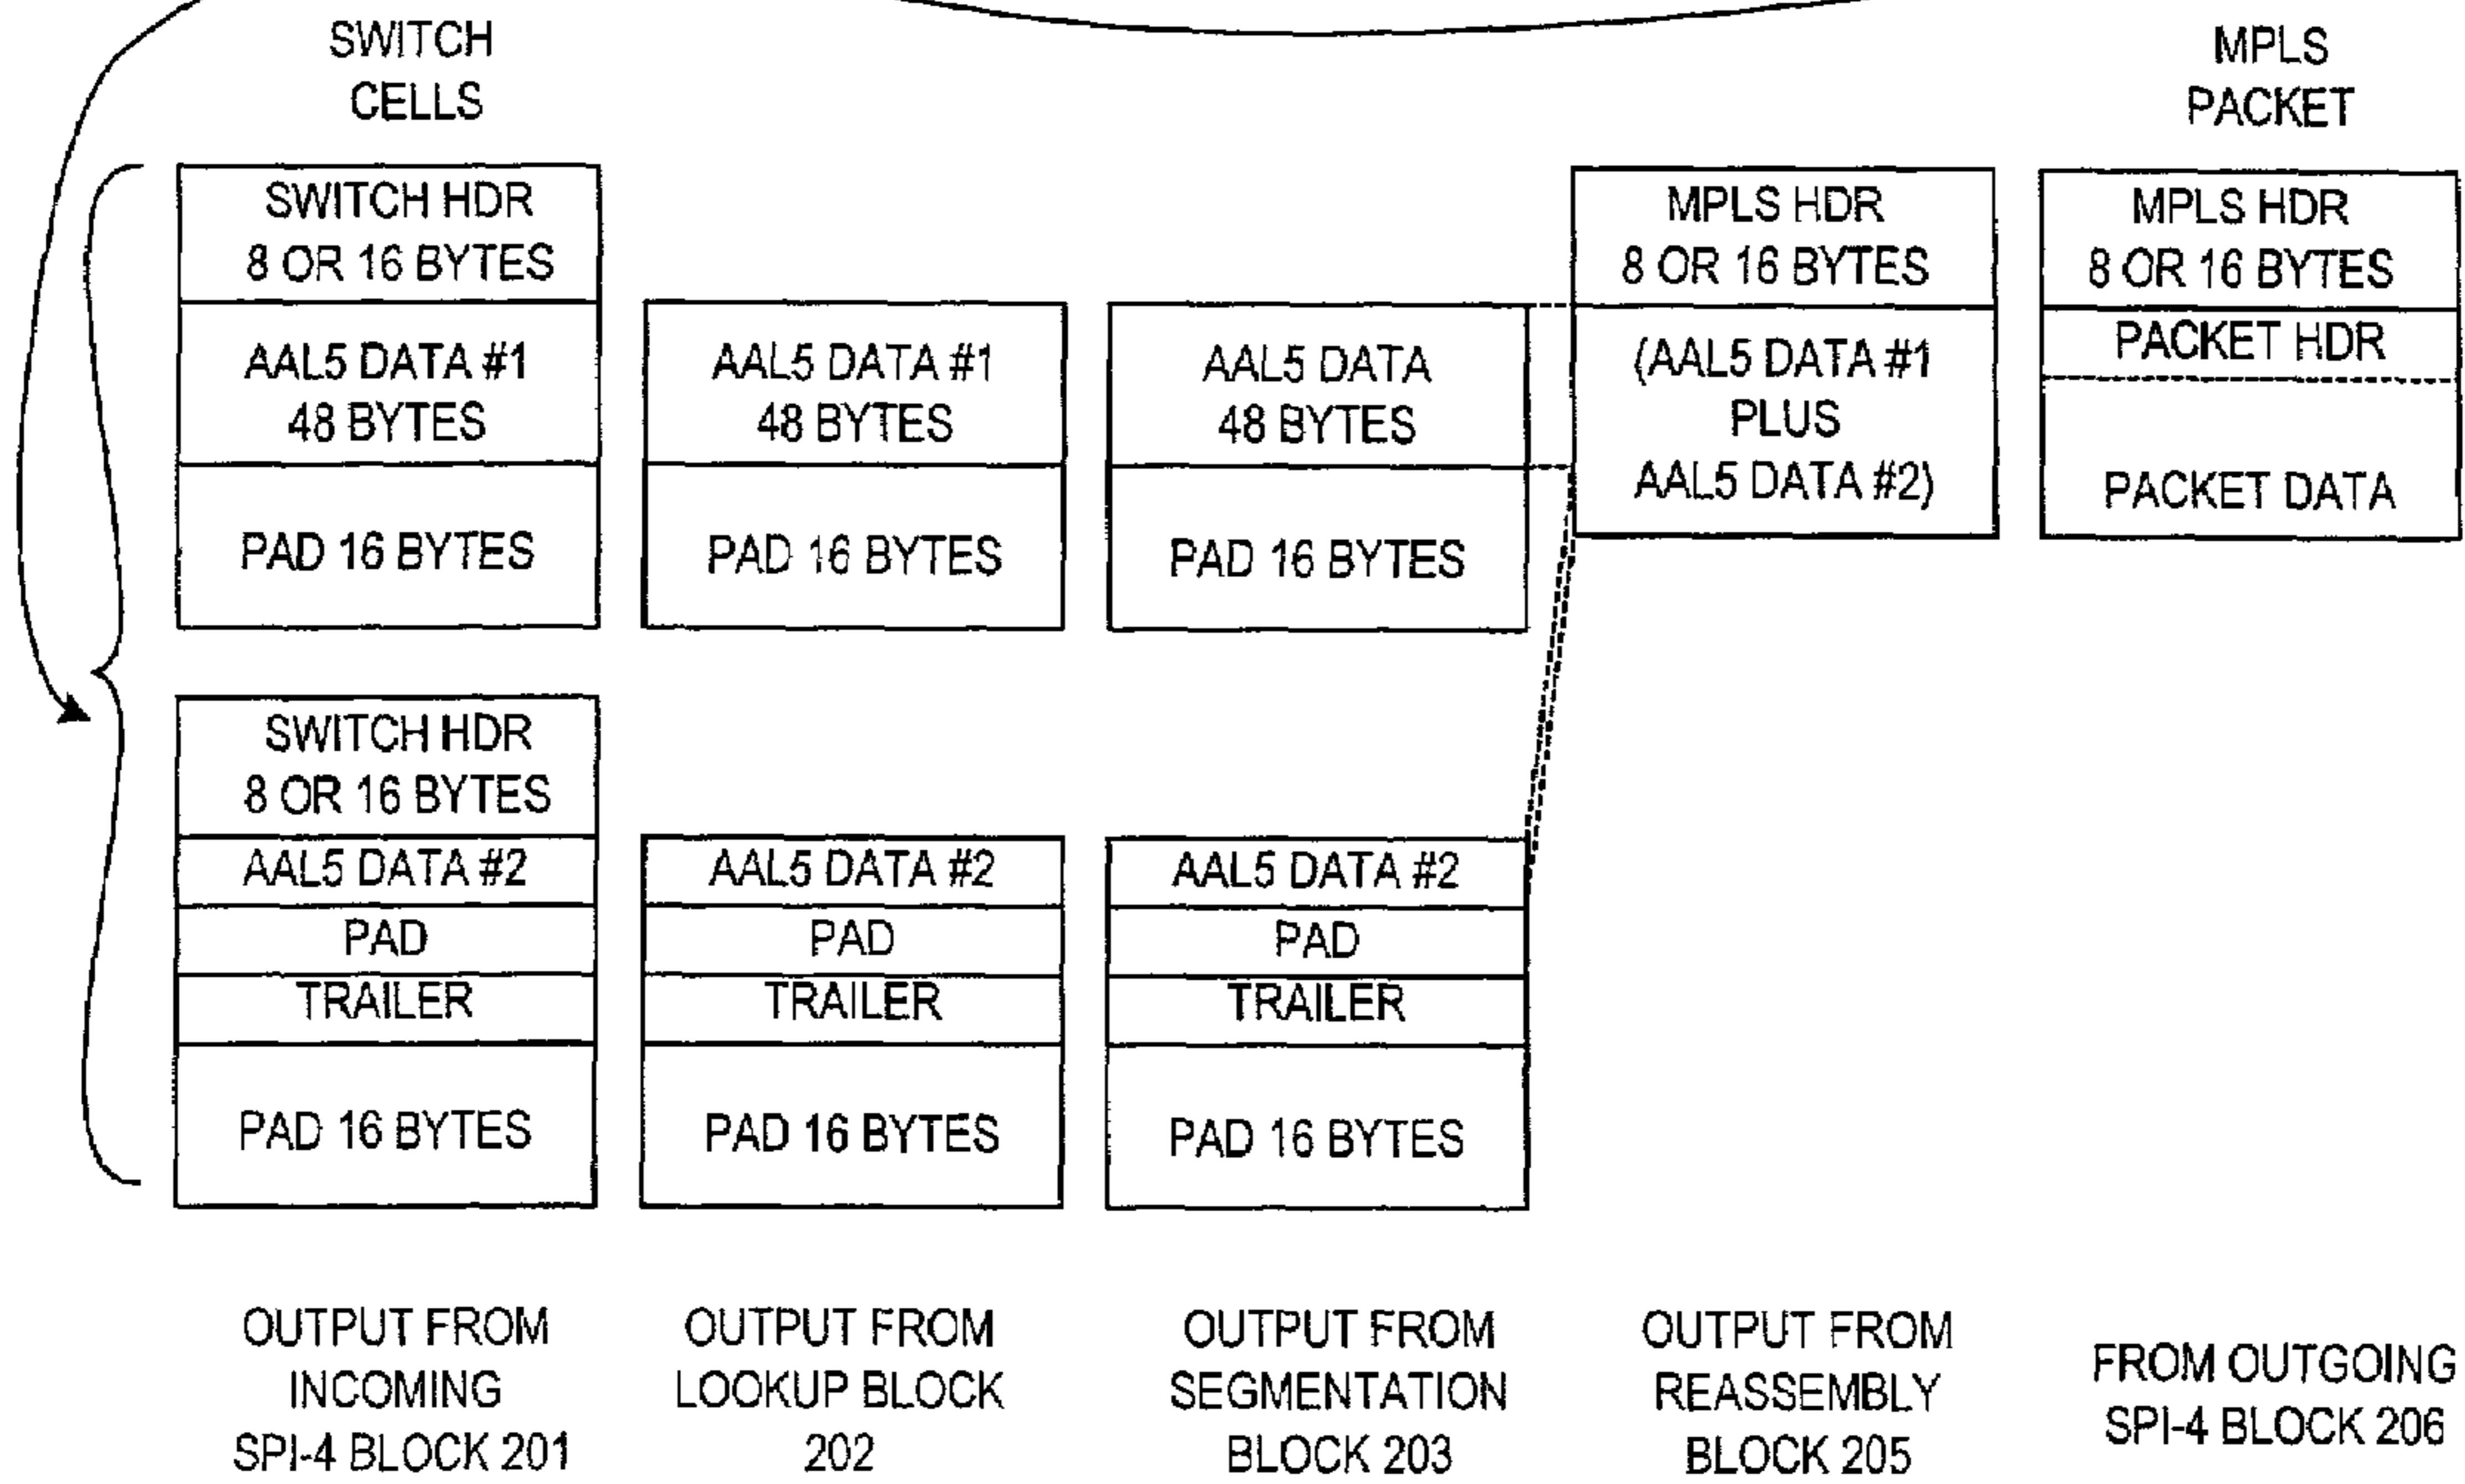 SWITCH
CELLS
MPLS
PACKET
SWITCH HDR
8 OR 16 BYTES
AAL5 DATA #1
48 BYTES
PAD 16 BYTES
AAL5 DATA #1
48 BYTES
PAD 16 BYTES
AAL5 DATA
48 BYTES
PAD 16 BYTES
MPLS HDR
8 OR 16 BYTES
(AAL5 DATA #1
PLUS
AAL5 DATA #2)
MPLS HDR
8 OR 16 BYTES
PACKET HDR
PACKET DATA
SWITCH HDR
8 OR 16 BYTES
AAL5 DATA #2
PAD
TRAILER
PAD 16 BYTES
AAL5 DATA #2
PAD
TRAILER
PAD 16 BYTES
AAL5 DATA #2
PAD
TRAILER
PAD 16 BYTES
OUTPUT FROM
INCOMING
SPI-4 BLOCK 201
OUTPUT FROM
LOOKUP BLOCK
202
OUTPUT FROM
SEGMENTATION
BLOCK 203
OUTPUT FROM
REASSEMBLY
BLOCK 205
FROM OUTGOING
SPI-4 BLOCK 206